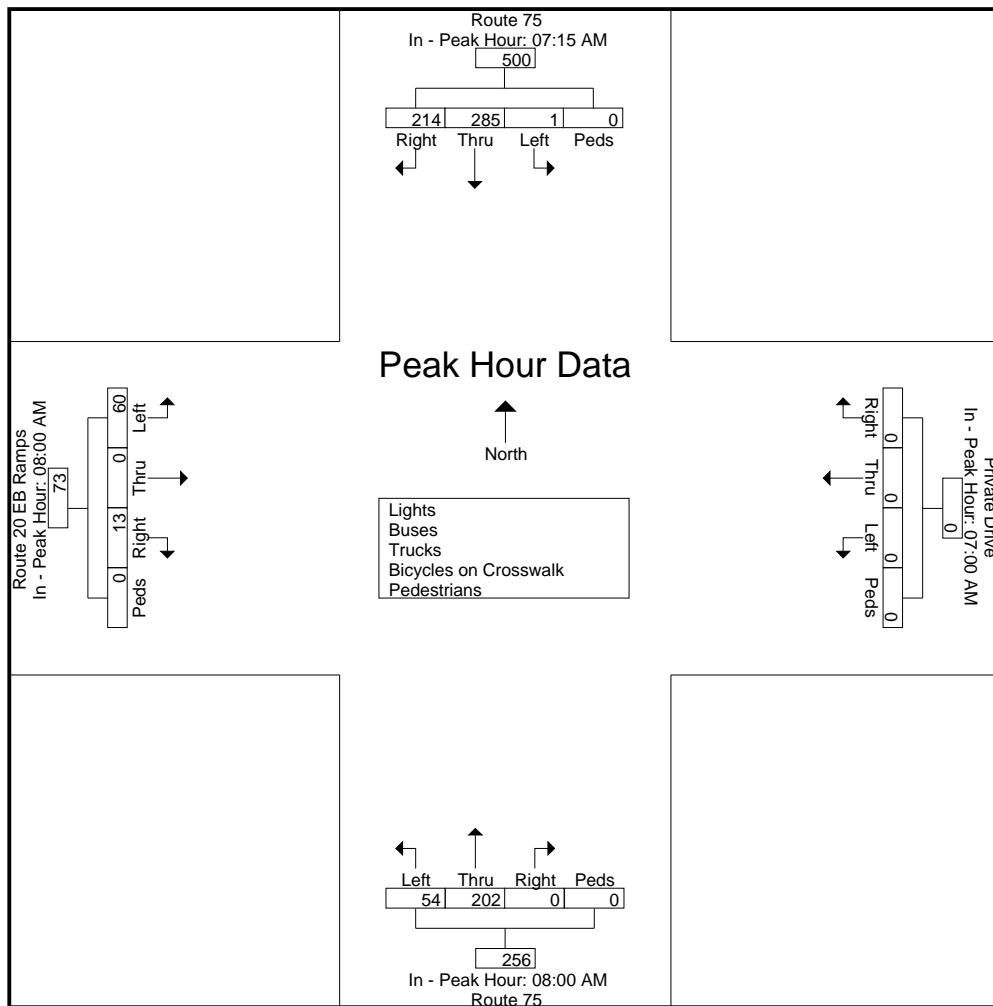 Route 75
In - Peak Hour: 07:15 AM
500
214 285 1 0
Right Thru Left Peds
Peak Hour Data
North
Lights
Buses
Trucks
Bicycles on Crosswalk
Pedestrians
Route 20 EB Ramps
In - Peak Hour: 08:00 AM
73
60 0 13 0
Left Thru Right Peds
Private Drive
In - Peak Hour: 07:00 AM
0
0 0 0 0
Right Thru Left Peds
Left Thru Right Peds
54 202 0 0
256
In - Peak Hour: 08:00 AM
Route 75